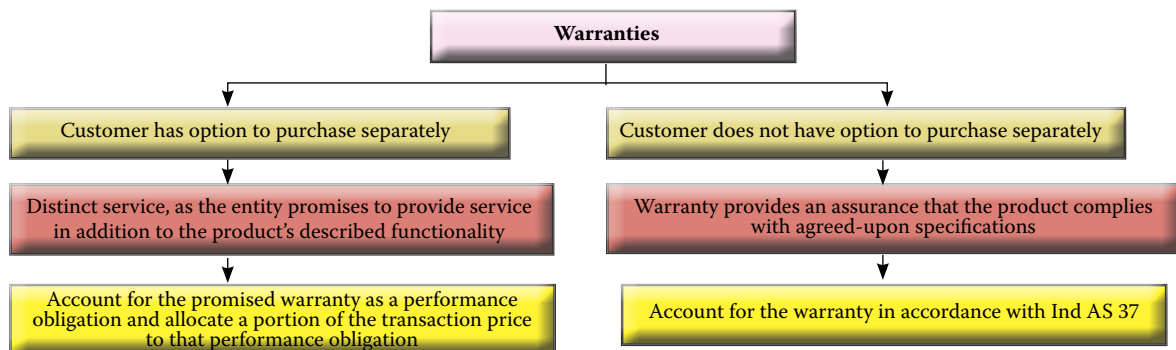 Warranties
Customer has option to purchase separately
Customer does not have option to purchase separately
Distinct service, as the entity promises to provide service
in addition to the product's described functionality
Warranty provides an assurance that the product complies
with agreed-upon specifications
Account for the promised warranty as a performance
obligation and allocate a portion of the transaction price
to that performance obligation
Account for the warranty in accordance with Ind AS 37